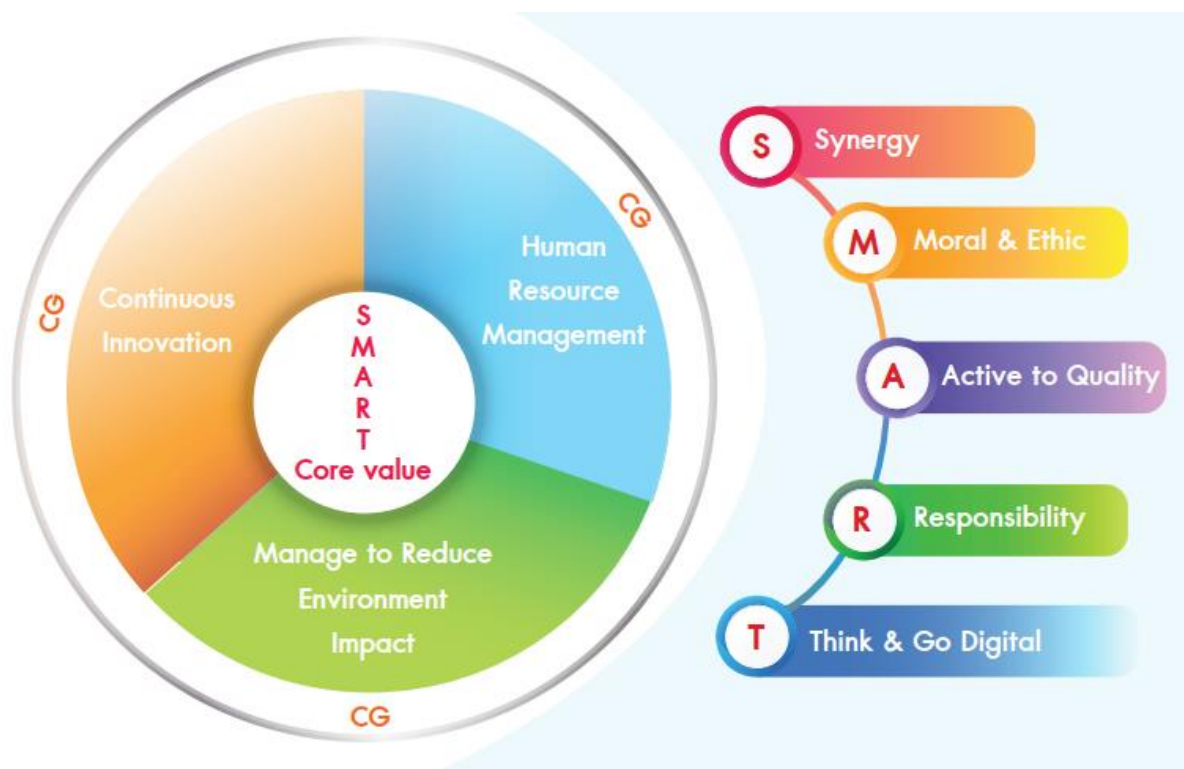 CG
Continuous
Innovation
CG
Human
Resource
Management
S
M
A
R
T
Core value
Manage to Reduce
Environment
Impact
CG
S Synergy
M Moral & Ethic
A Active to Quality
R Responsibility
T Think & Go Digital